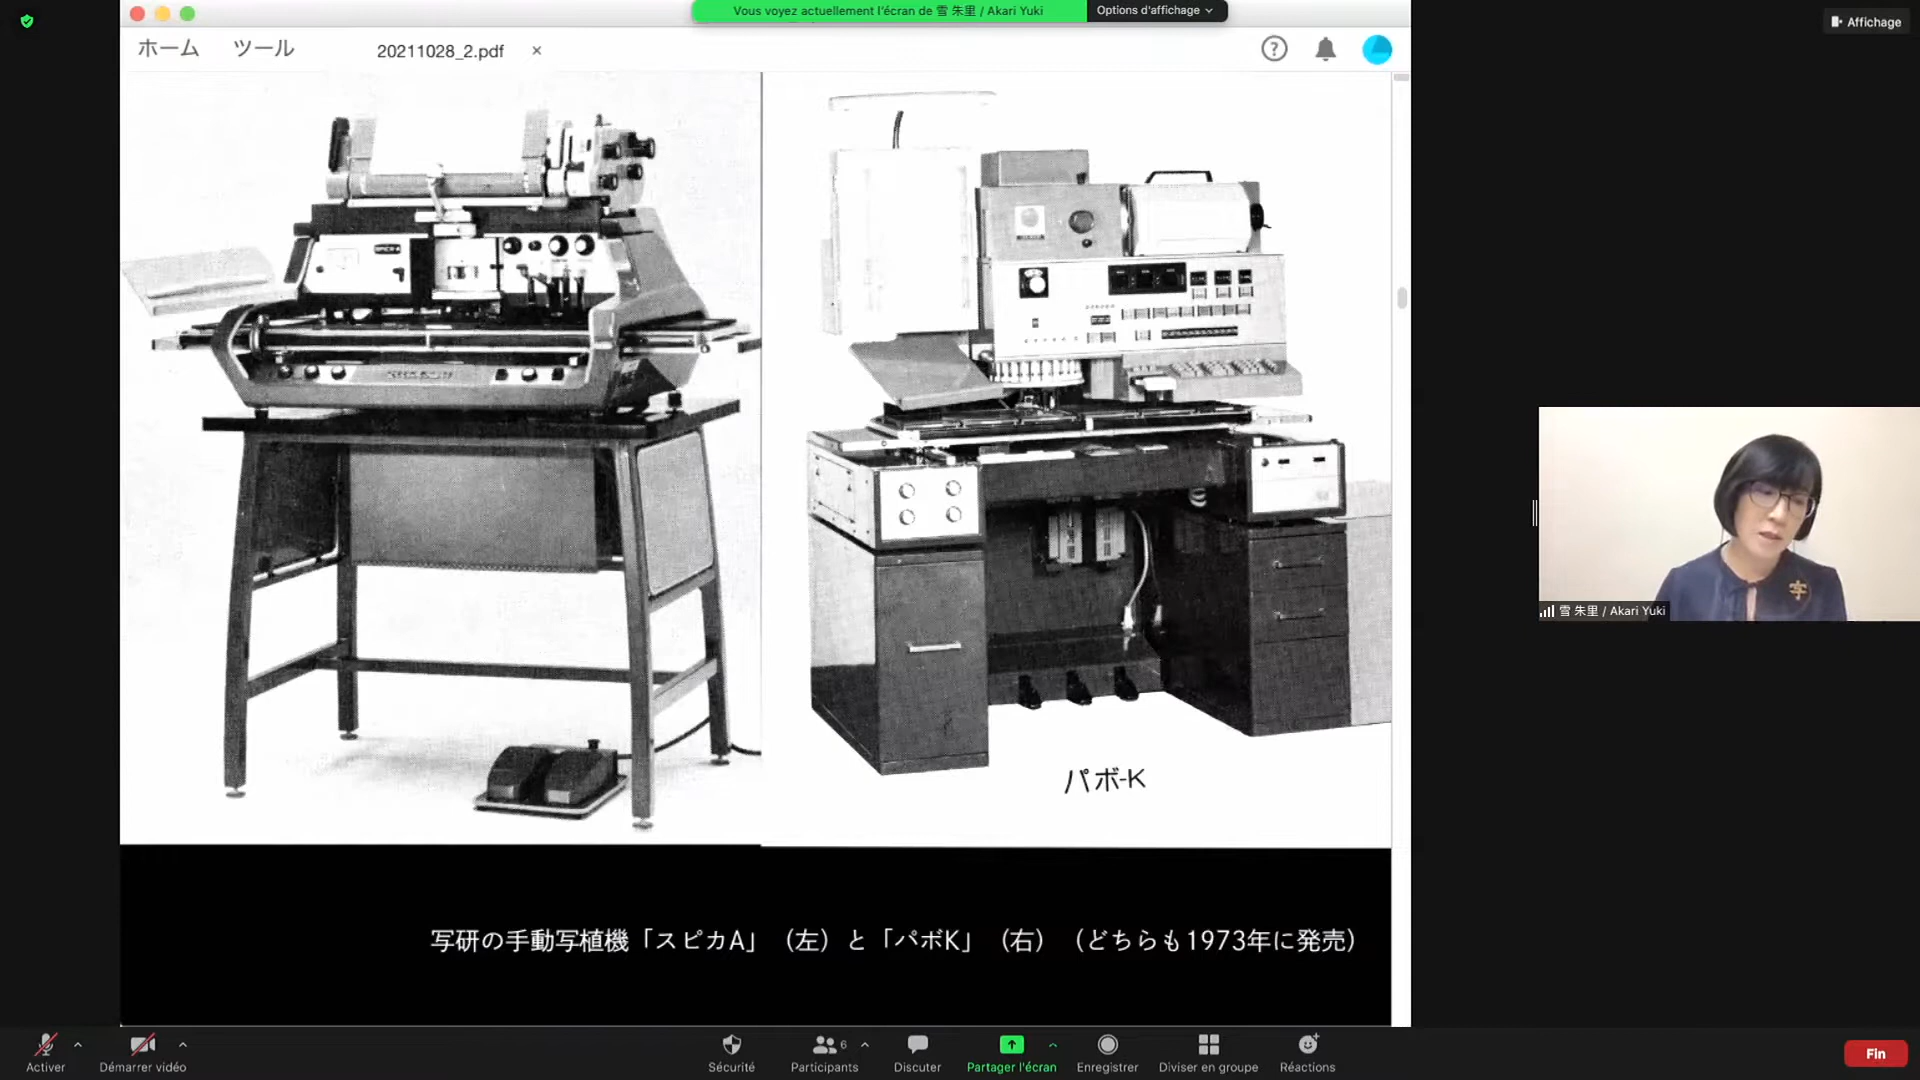 Vous voyez actuellement l'écran de 雪 朱里 / Akari Yuki
Options d'affichage
Affichage
ホーム
ツール
20211028_2.pdf
パボ-K
写研の手動写植機「スピカA」（左）と「パボK」（右）（どちらも1973年に発売）
雪 朱里 / Akari Yuki
字
Activer
Démarrer vidéo
Sécurité
6
Participants
Discuter
Partager l'écran
Enregistrer
Diviser en groupe
Réactions
Fin